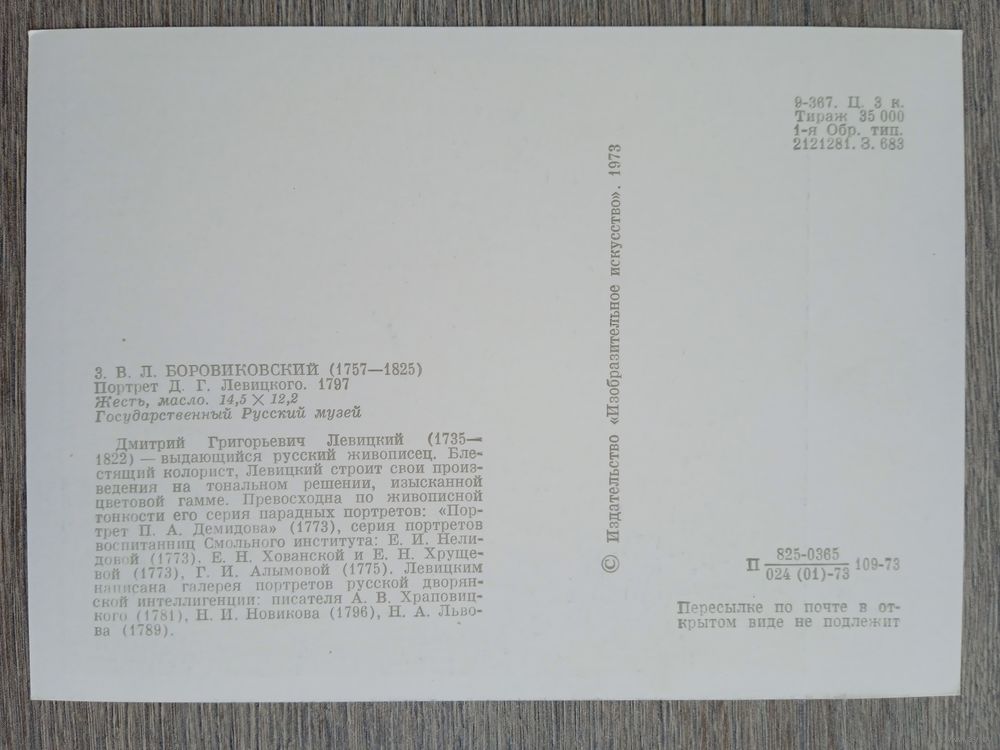 9-367. Ц. 3 к.
Тираж 35 000
1-я Обр. тип.
2121281. З. 683
© Издательство «Изобразительное искусство». 1973
3. В. Л. БОРОВИКОВСКИЙ (1757—1825)
Портрет Д. Г. Левицкого. 1797
Жесть, масло. 14,5 × 12,2
Государственный Русский музей
Дмитрий Григорьевич Левицкий (1735—
1822) — выдающийся русский живописец. Бле-
стящий колорист, Левицкий строит свои произ-
ведения на тональном решении, изысканной
цветовой гамме. Превосходна по живописной
тонкости его серия парадных портретов: «Пор-
трет П. А. Демидова» (1773), серия портретов
воспитанниц Смольного института: Е. И. Нели-
довой (1773), Е. Н. Хованской и Е. Н. Хруще-
вой (1773), Г. И. Алымовой (1775). Левицким
написана галерея портретов русской дворян-
ской интеллигенции: писателя А. В. Храповиц-
кого (1781), Н. И. Новикова (1796), Н. А. Льво-
ва (1789).
П 825-0365 109-73
024 (01)-73
Пересылке по почте в от-
крытом виде не подлежит